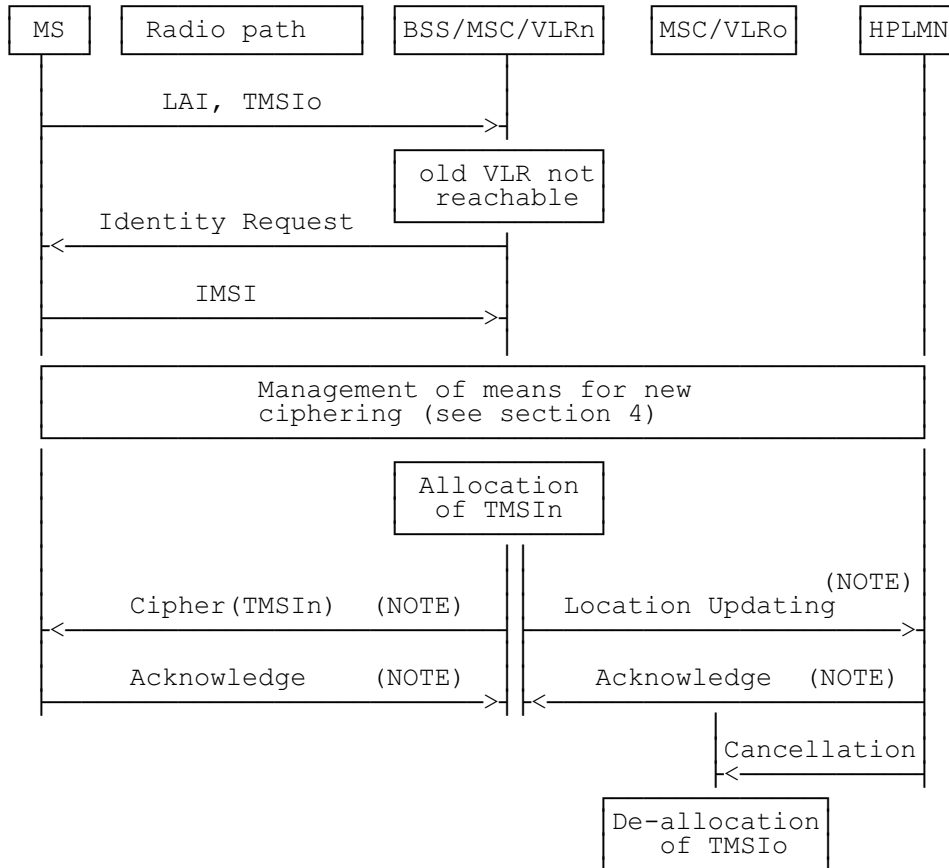 MS Radio path BSS/MSC/VLRn MSC/VLRo HPLMN
LAI, TMSIo
old VLR not
reachable
Identity Request
IMSI
Management of means for new
ciphering (see section 4)
Allocation
of TMSIn
(NOTE)
Cipher(TMSIn) (NOTE) Location Updating
Acknowledge (NOTE) Acknowledge (NOTE)
Cancellation
De-allocation
of TMSIo